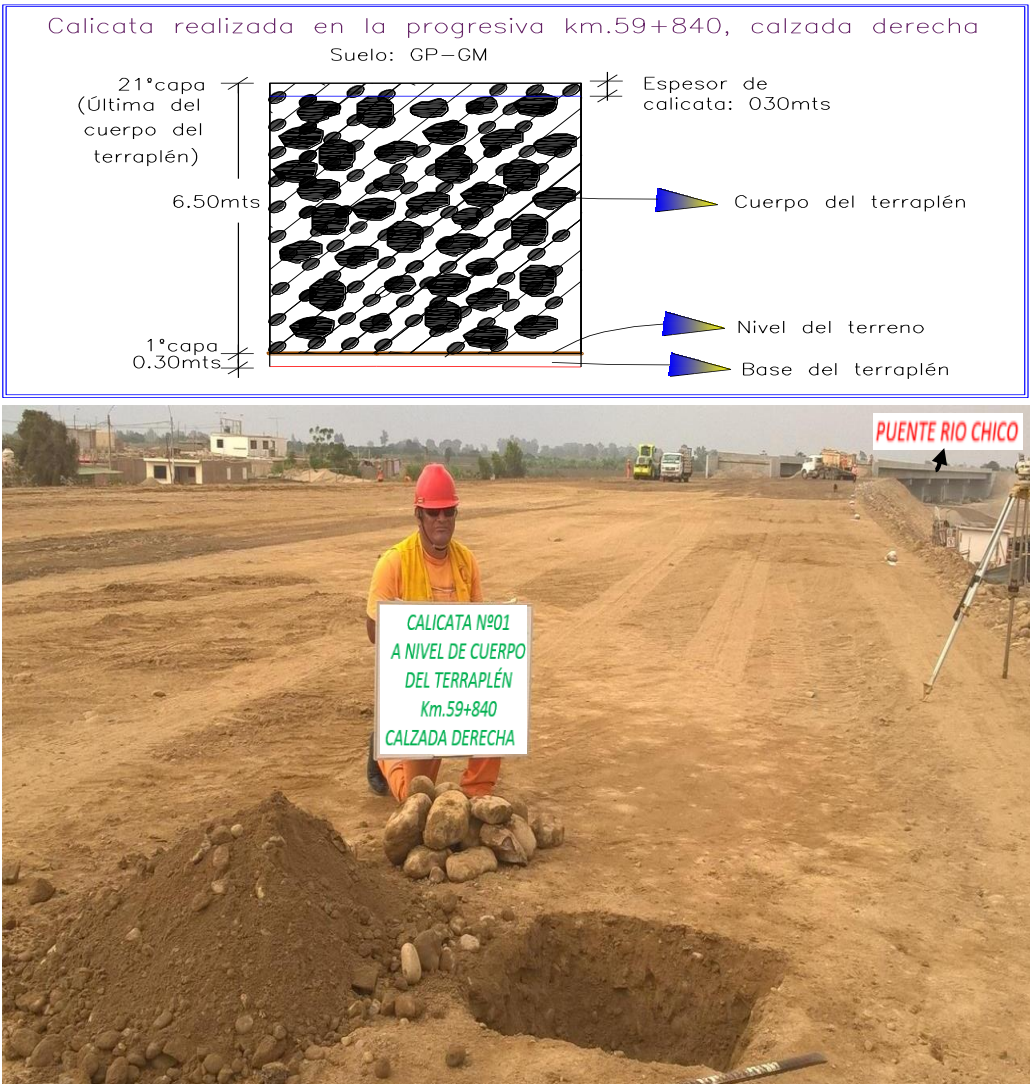 Calicata realizada en la progresiva km.59+840, calzada derecha
Suelo: GP-GM
21°capa
(Última del
cuerpo del
terraplén)
Espesor de
calicata: 030mts
6.50mts
Cuerpo del terraplén
Nivel del terreno
1°capa
0.30mts
Base del terraplén
PUENTE RIO CHICO
CALICATA Nº01
A NIVEL DE CUERPO
DEL TERRAPLÉN
Km.59+840
CALZADA DERECHA